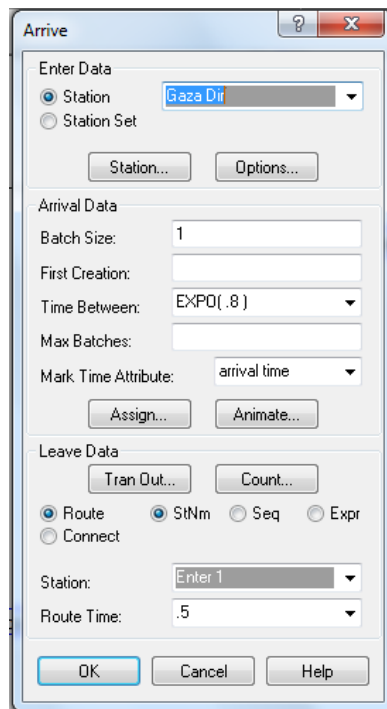 Arrive
Enter Data
Station Gaza Dir
Station Set
Station... Options...
Arrival Data
Batch Size: 1
First Creation:
Time Between: EXPO( .8 )
Max Batches:
Mark Time Attribute: arrival time
Assign... Animate...
Leave Data
Tran Out... Count...
Route StNm Seq Expr
Connect
Station: Enter 1
Route Time: .5
OK Cancel Help